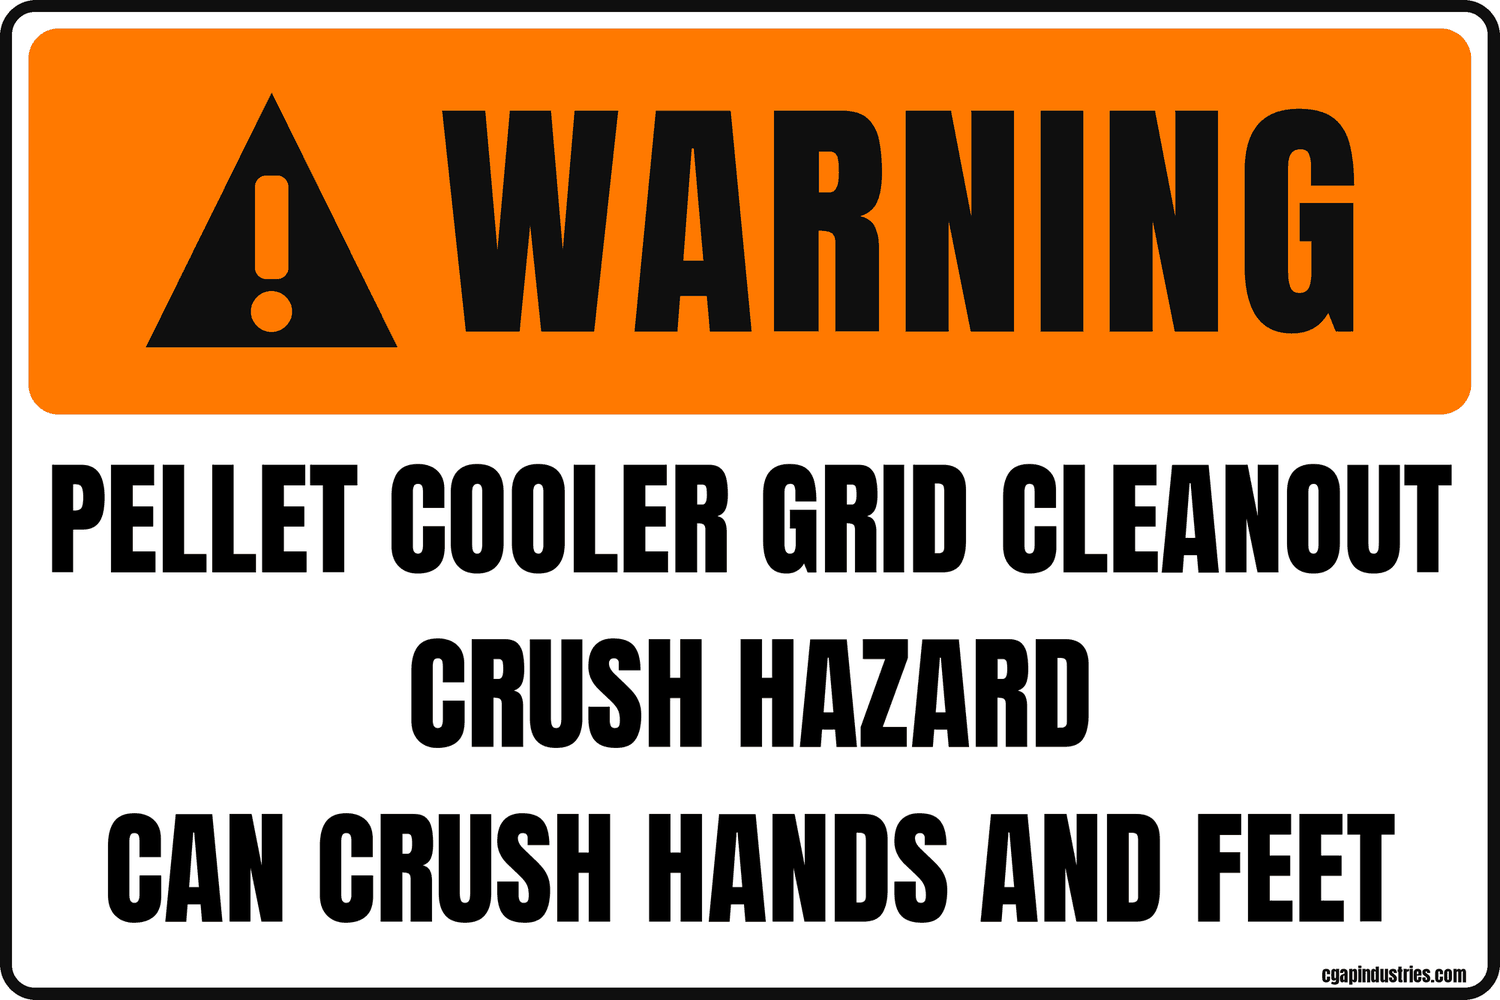 WARNING
PELLET COOLER GRID CLEANOUT
CRUSH HAZARD
CAN CRUSH HANDS AND FEET
cgapindustries.com